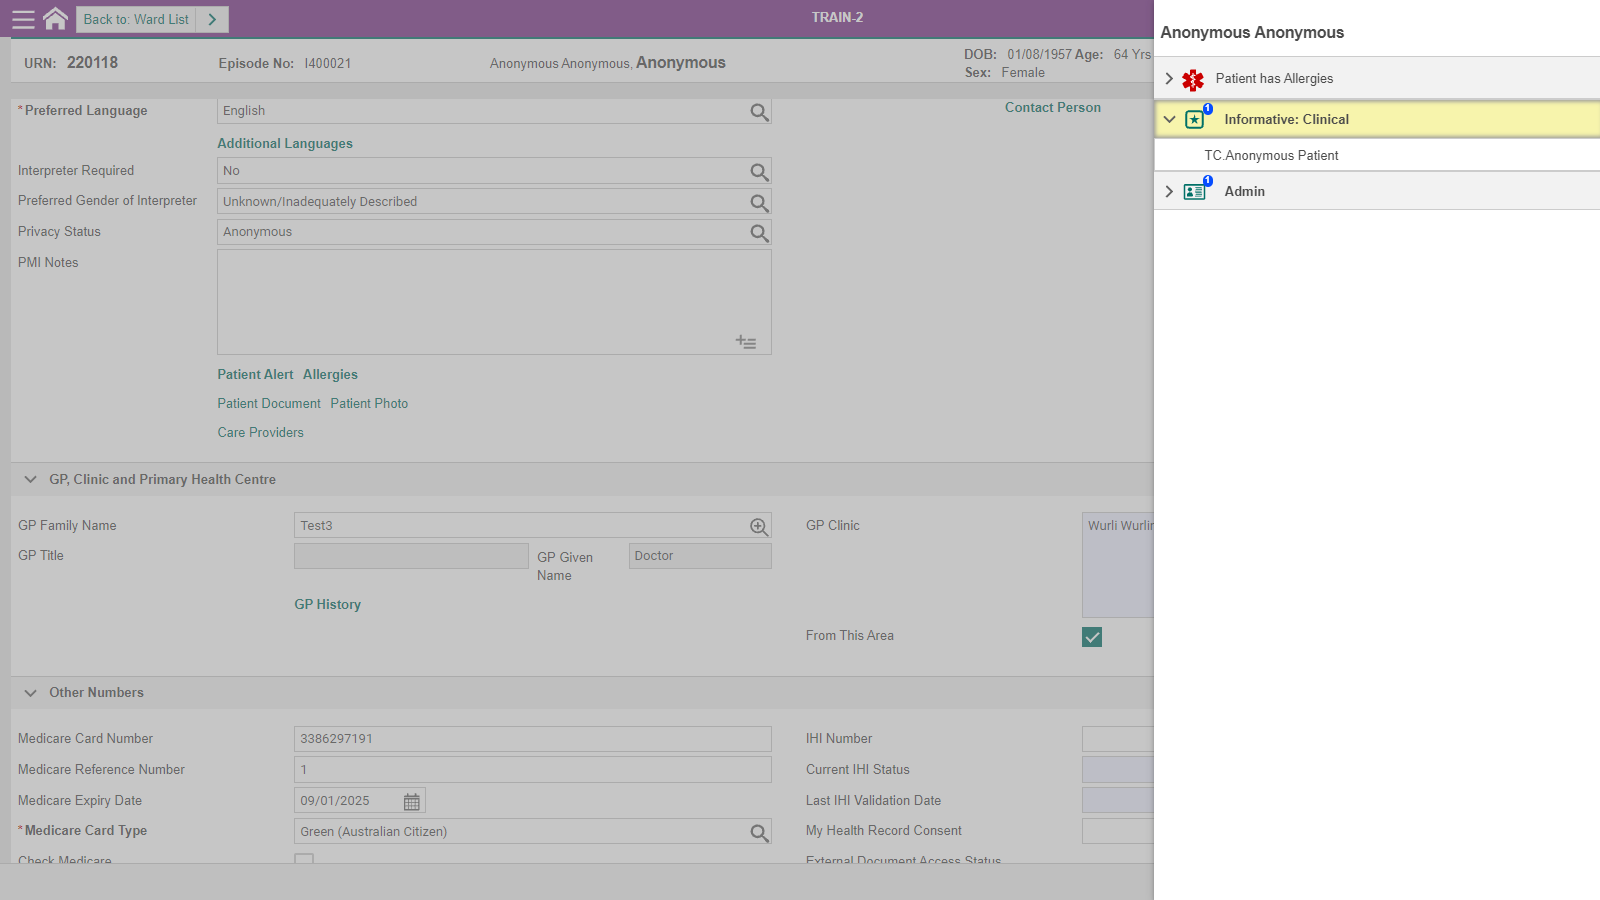 Back to: Ward List
TRAIN-2
URN: 220118
Episode No: I400021
Anonymous Anonymous, Anonymous
DOB: 01/08/1957 Age: 64 Yrs
Sex: Female
*Preferred Language English
Contact Person
Additional Languages
Interpreter Required No
Preferred Gender of Interpreter Unknown/Inadequately Described
Privacy Status Anonymous
PMI Notes
Patient Alert Allergies
Patient Document Patient Photo
Care Providers
GP, Clinic and Primary Health Centre
GP Family Name Test3
GP Clinic Wurli Wurlin
GP Title
GP Given Name Doctor
GP History
From This Area
Other Numbers
Medicare Card Number 3386297191
IHI Number
Medicare Reference Number 1
Current IHI Status
Medicare Expiry Date 09/01/2025
Last IHI Validation Date
*Medicare Card Type Green (Australian Citizen)
My Health Record Consent
Check Medicare
External Document Access Status
Anonymous Anonymous
Patient has Allergies
1
Informative: Clinical
TC.Anonymous Patient
1
Admin